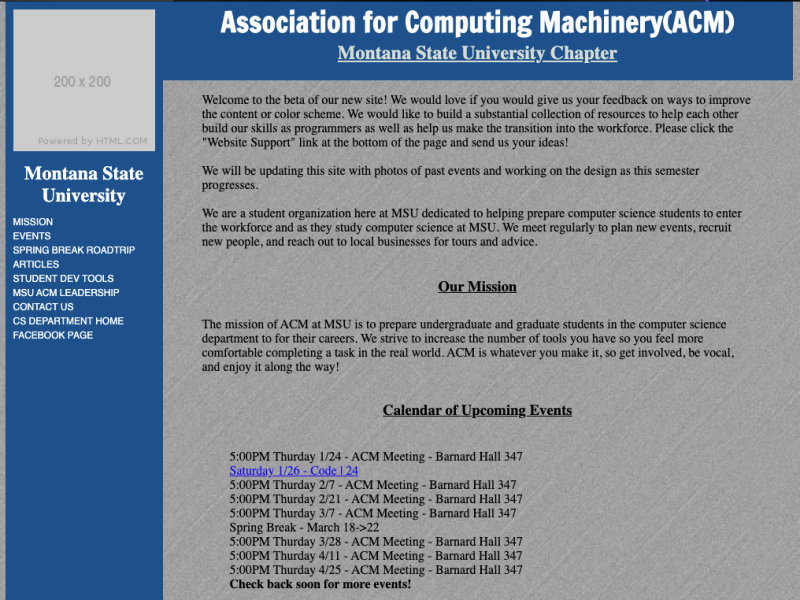 200 x 200
Powered by HTML.COM
Montana State
University
MISSION
EVENTS
SPRING BREAK ROADTRIP
ARTICLES
STUDENT DEV TOOLS
MSU ACM LEADERSHIP
CONTACT US
CS DEPARTMENT HOME
FACEBOOK PAGE
Association for Computing Machinery(ACM)
Montana State University Chapter
Welcome to the beta of our new site! We would love if you would give us your feedback on ways to improve
the content or color scheme. We would like to build a substantial collection of resources to help each other
build our skills as programmers as well as help us make the transition into the workforce. Please click the
"Website Support" link at the bottom of the page and send us your ideas!
We will be updating this site with photos of past events and working on the design as this semester
progresses.
We are a student organization here at MSU dedicated to helping prepare computer science students to enter
the workforce and as they study computer science at MSU. We meet regularly to plan new events, recruit
new people, and reach out to local businesses for tours and advice.
Our Mission
The mission of ACM at MSU is to prepare undergraduate and graduate students in the computer science
department to for their careers. We strive to increase the number of tools you have so you feel more
comfortable completing a task in the real world. ACM is whatever you make it, so get involved, be vocal,
and enjoy it along the way!
Calendar of Upcoming Events
5:00PM Thurday 1/24 - ACM Meeting - Barnard Hall 347
Saturday 1/26 - Code | 24
5:00PM Thurday 2/7 - ACM Meeting - Barnard Hall 347
5:00PM Thurday 2/21 - ACM Meeting - Barnard Hall 347
5:00PM Thurday 3/7 - ACM Meeting - Barnard Hall 347
Spring Break - March 18->22
5:00PM Thurday 3/28 - ACM Meeting - Barnard Hall 347
5:00PM Thurday 4/11 - ACM Meeting - Barnard Hall 347
5:00PM Thurday 4/25 - ACM Meeting - Barnard Hall 347
Check back soon for more events!